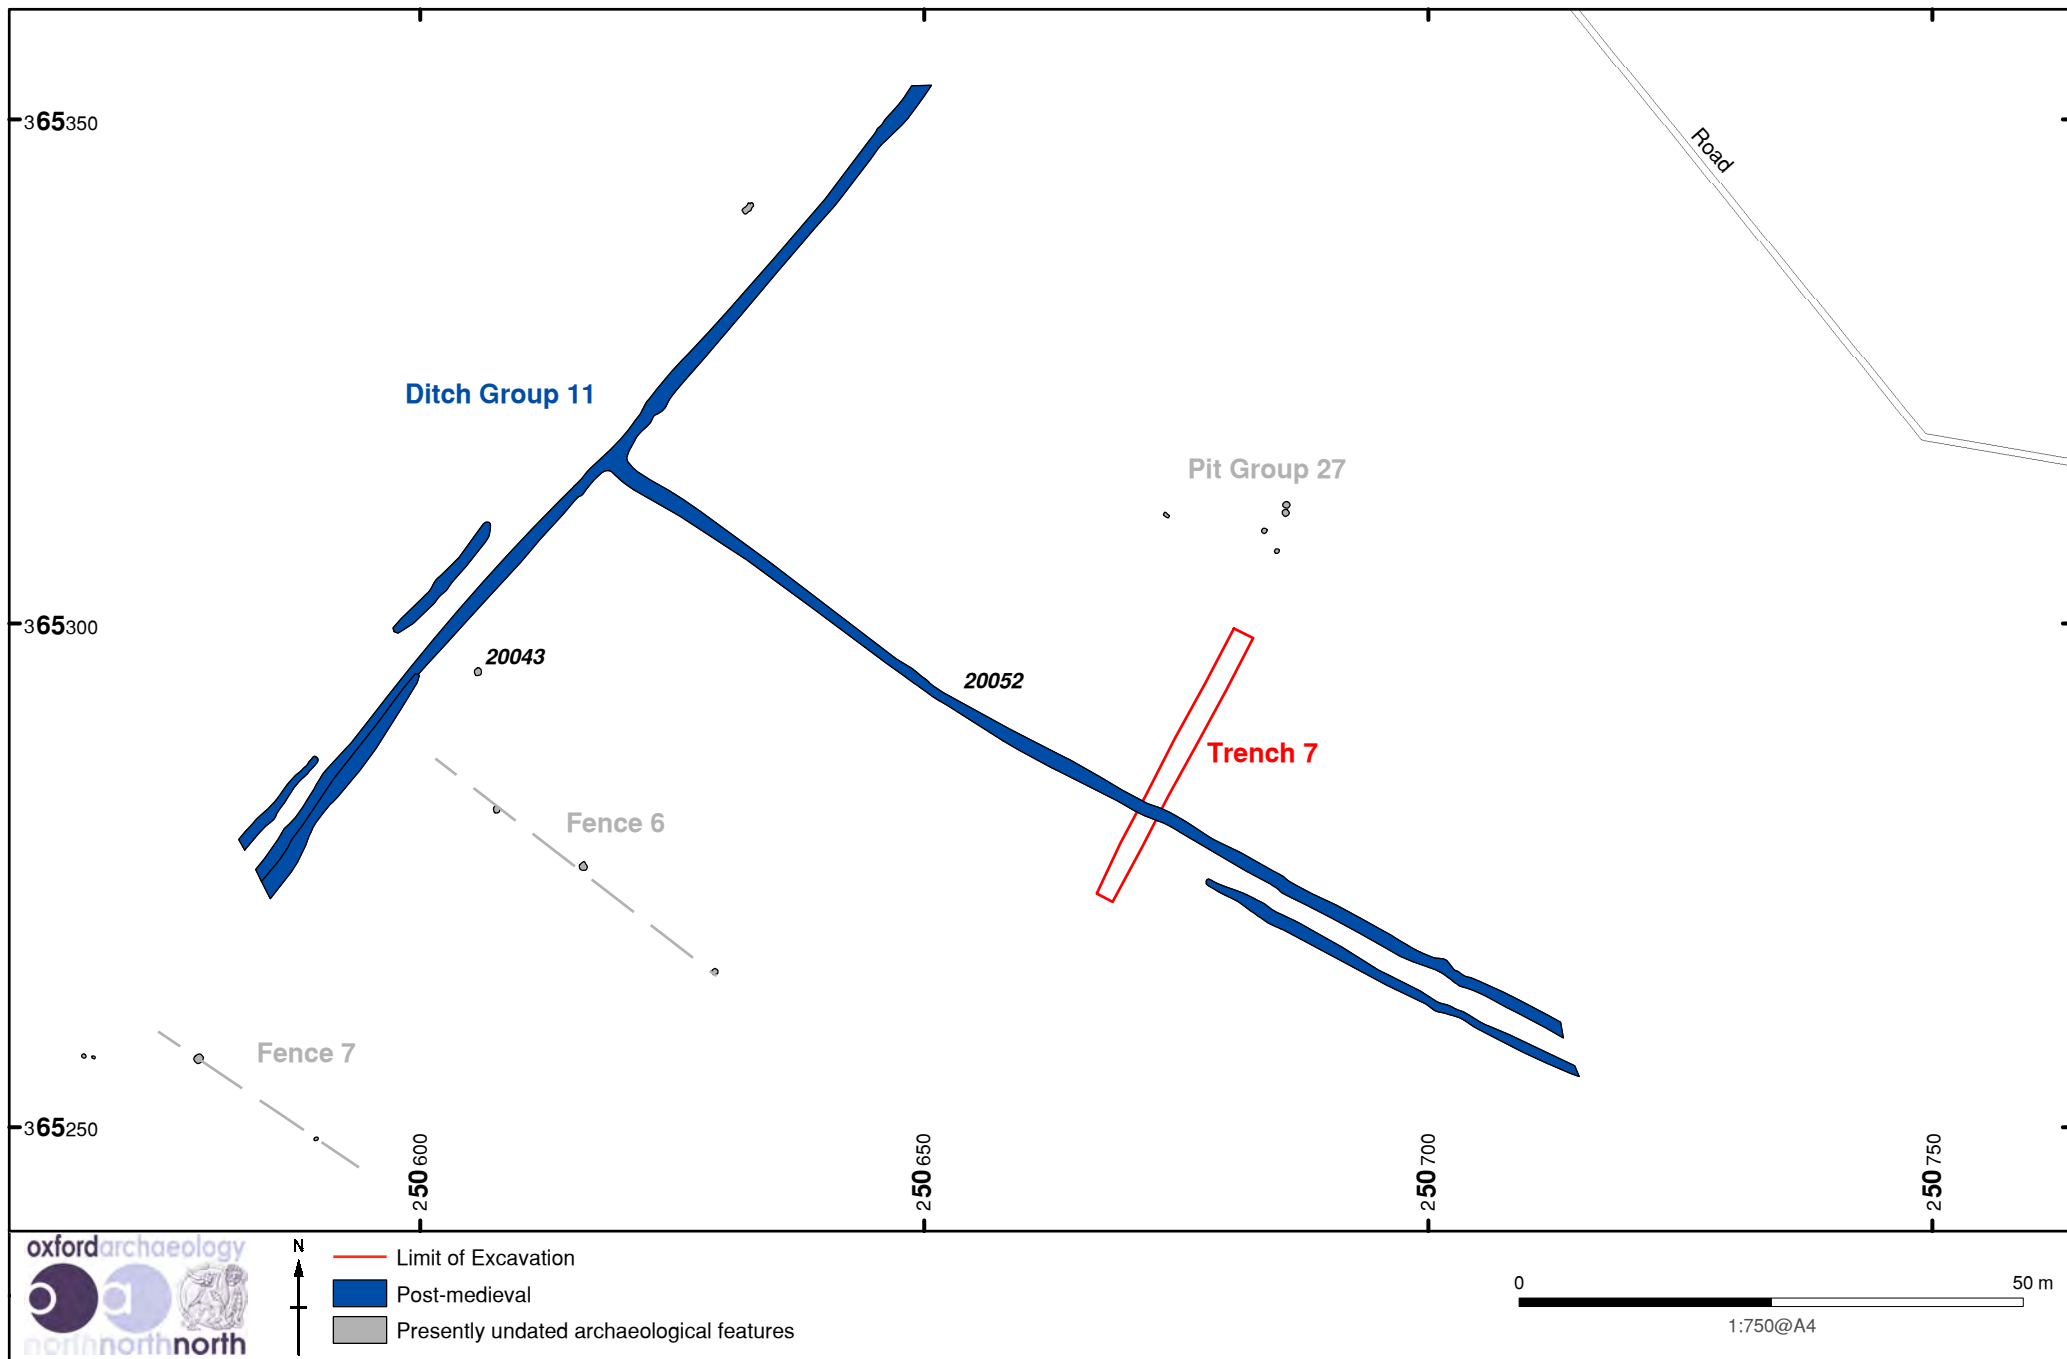 365350
Road
Ditch Group 11
Pit Group 27
365300
20043
20052
Trench 7
Fence 6
Fence 7
365250
250600
250650
250700
250750
oxfordarchaeology
northnorthnorth
N
Limit of Excavation
Post-medieval
Presently undated archaeological features
0 50 m
1:750@A4